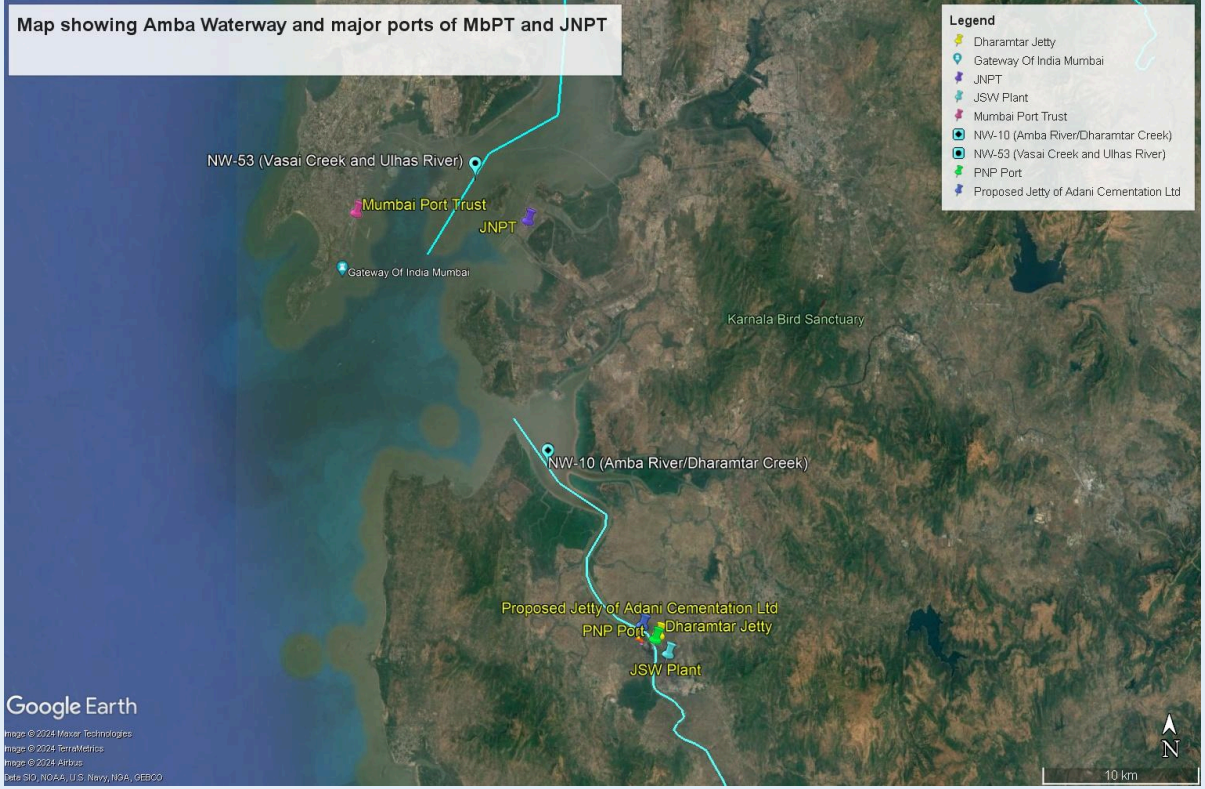 Map showing Amba Waterway and major ports of MbPT and JNPT
Legend
Dharamtar Jetty
Gateway Of India Mumbai
JNPT
JSW Plant
Mumbai Port Trust
NW-10 (Amba River/Dharamtar Creek)
NW-53 (Vasai Creek and Ulhas River)
PNP Port
Proposed Jetty of Adani Cementation Ltd
NW-53 (Vasai Creek and Ulhas River)
Mumbai Port Trust
JNPT
Gateway Of India Mumbai
Karnala Bird Sanctuary
NW-10 (Amba River/Dharamtar Creek)
Proposed Jetty of Adani Cementation Ltd
PNP Port
Dharamtar Jetty
JSW Plant
Google Earth
Image © 2024 Maxar Technologies
Image © 2024 TerraMetrics
Image © 2024 Airbus
Data SIO, NOAA, U.S. Navy, NGA, GEBCO
N
10 km